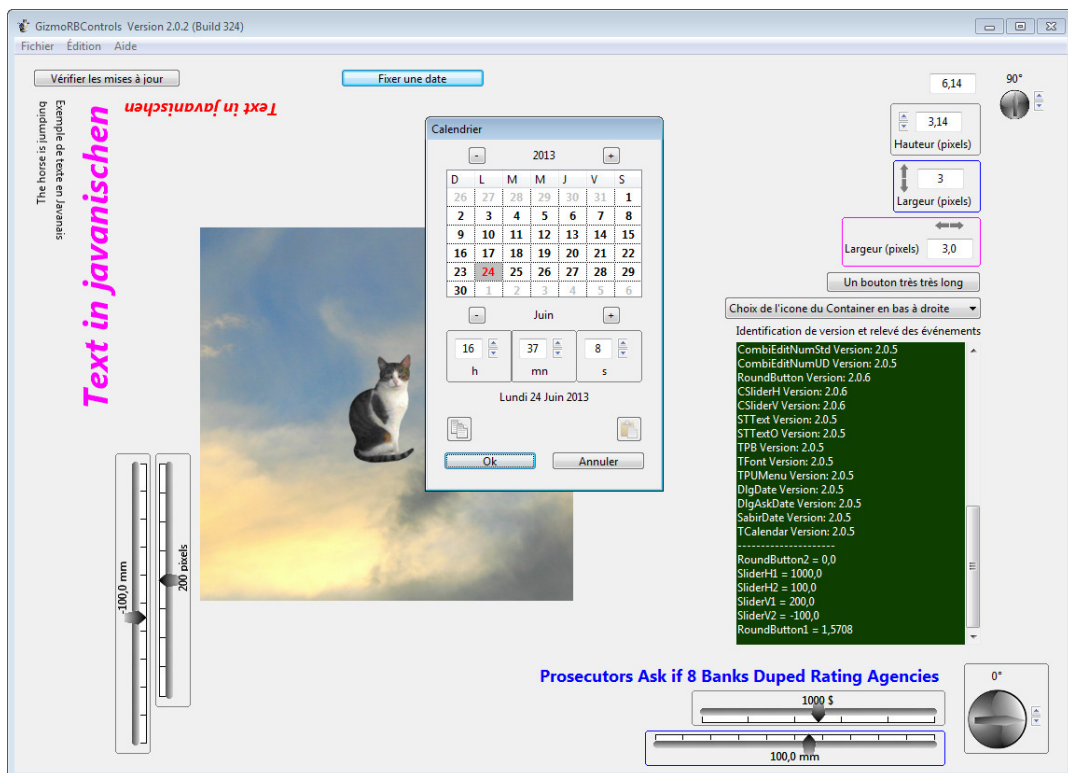 GizmoRBControls Version 2.0.2 (Build 324)
Fichier Édition Aide
Vérifier les mises à jour
Fixer une date
The horse is jumping
Exemple de texte en Javanais
Text in javanischen
Text in javanischen
6,14
90°
3,14
Hauteur (pixels)
3
Largeur (pixels)
Largeur (pixels) 3,0
Un bouton très très long
Choix de l'icone du Container en bas à droite
Identification de version et relevé des événements
CombiEditNumStd Version: 2.0.5
CombiEditNumUD Version: 2.0.5
RoundButton Version: 2.0.6
CSliderH Version: 2.0.6
CSliderV Version: 2.0.6
STText Version: 2.0.5
STTextO Version: 2.0.5
TPB Version: 2.0.5
TFont Version: 2.0.5
TPUMenu Version: 2.0.5
DlgDate Version: 2.0.5
DlgAskDate Version: 2.0.5
SabirDate Version: 2.0.5
TCalendar Version: 2.0.5
---------------------
RoundButton2 = 0,0
SliderH1 = 1000,0
SliderH2 = 100,0
SliderV1 = 200,0
SliderV2 = -100,0
RoundButton1 = 1,5708
Calendrier
- 2013 +
D L M M J V S
26 27 28 29 30 31 1
2 3 4 5 6 7 8
9 10 11 12 13 14 15
16 17 18 19 20 21 22
23 24 25 26 27 28 29
30 1 2 3 4 5 6
- Juin +
16 37 8
h mn s
Lundi 24 Juin 2013
Ok Annuler
-100,0 mm
200 pixels
Prosecutors Ask if 8 Banks Duped Rating Agencies
1000 $
100,0 mm
0°